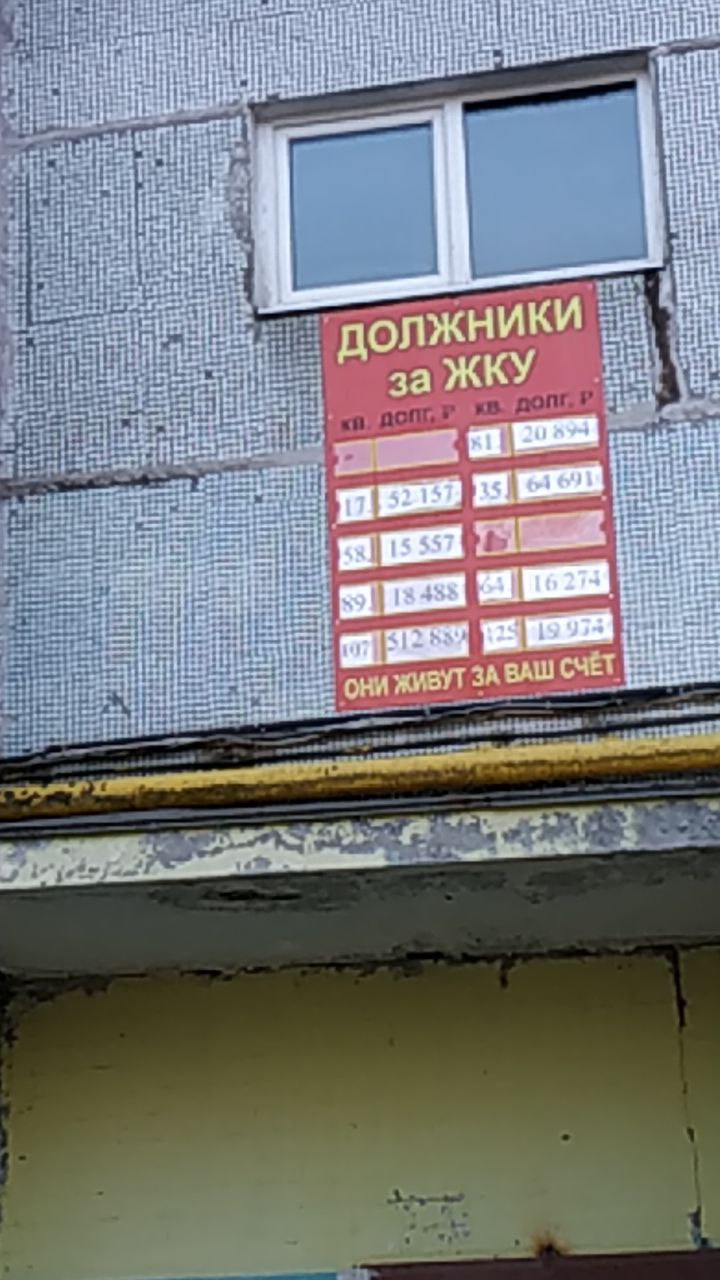 ДОЛЖНИКИ
за ЖКУ
КВ. ДОЛГ, Р КВ. ДОЛГ, Р
81 20 894
17 52 157 35 64 691
58 15 557
89 18 488 64 16 274
107 512 889 125 19 974
ОНИ ЖИВУТ ЗА ВАШ СЧЁТ